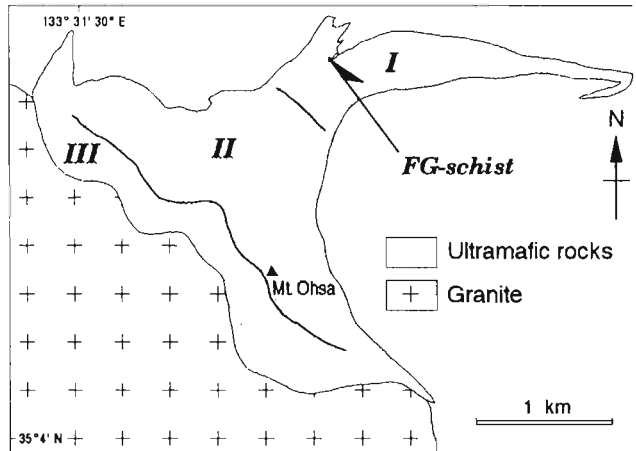 133° 31' 30" E
I
N
III
II
FG-schist
Ultramafic rocks
Mt. Ohsa
Granite
1 km
35°4' N